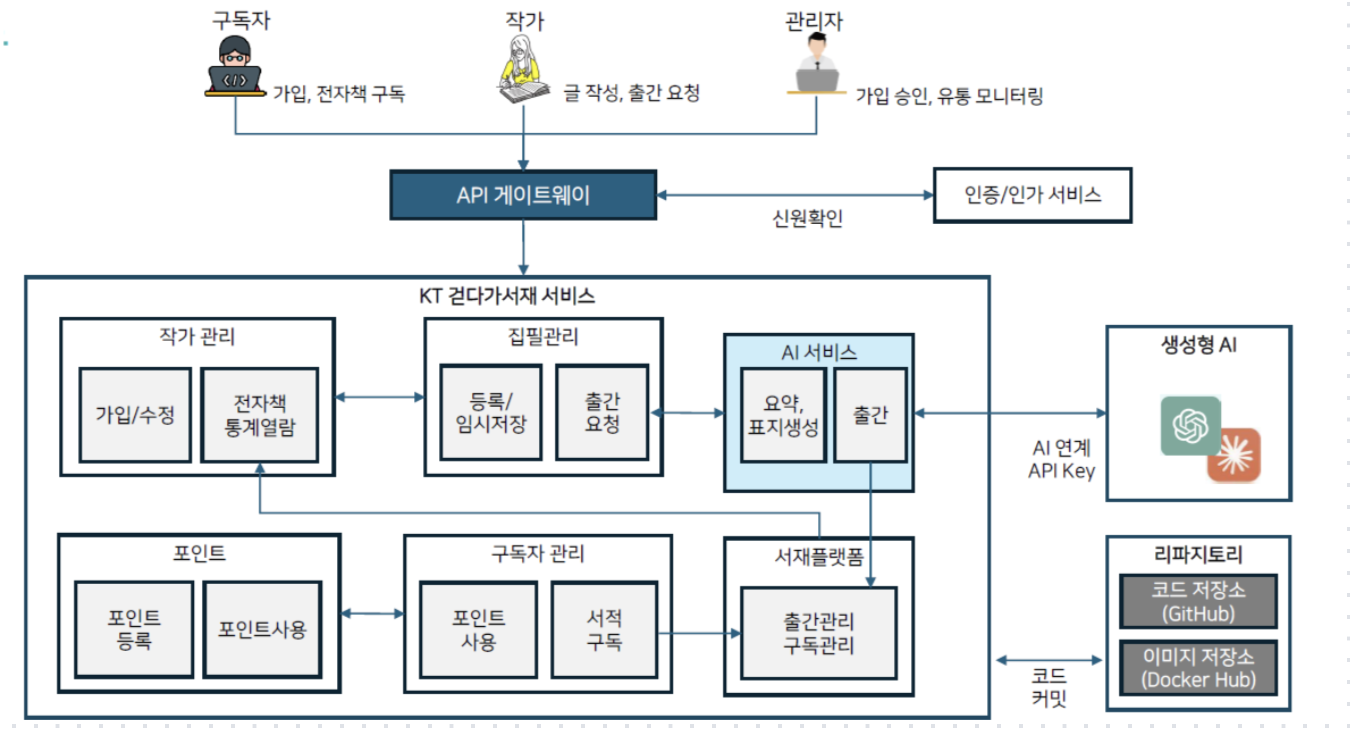 구독자
작가
관리자
가입, 전자책 구독
글 작성, 출간 요청
가입 승인, 유통 모니터링
API 게이트웨이
인증/인가 서비스
신원확인
KT 걷다가서재 서비스
작가 관리
가입/수정
전자책
통계열람
집필관리
등록/
임시저장
출간
요청
AI 서비스
요약,
표지생성
출간
생성형 AI
AI 연계
API Key
포인트
포인트
등록
포인트사용
구독자 관리
포인트
사용
서적
구독
서재플랫폼
출간관리
구독관리
리파지토리
코드 저장소
(GitHub)
이미지 저장소
(Docker Hub)
코드
커밋